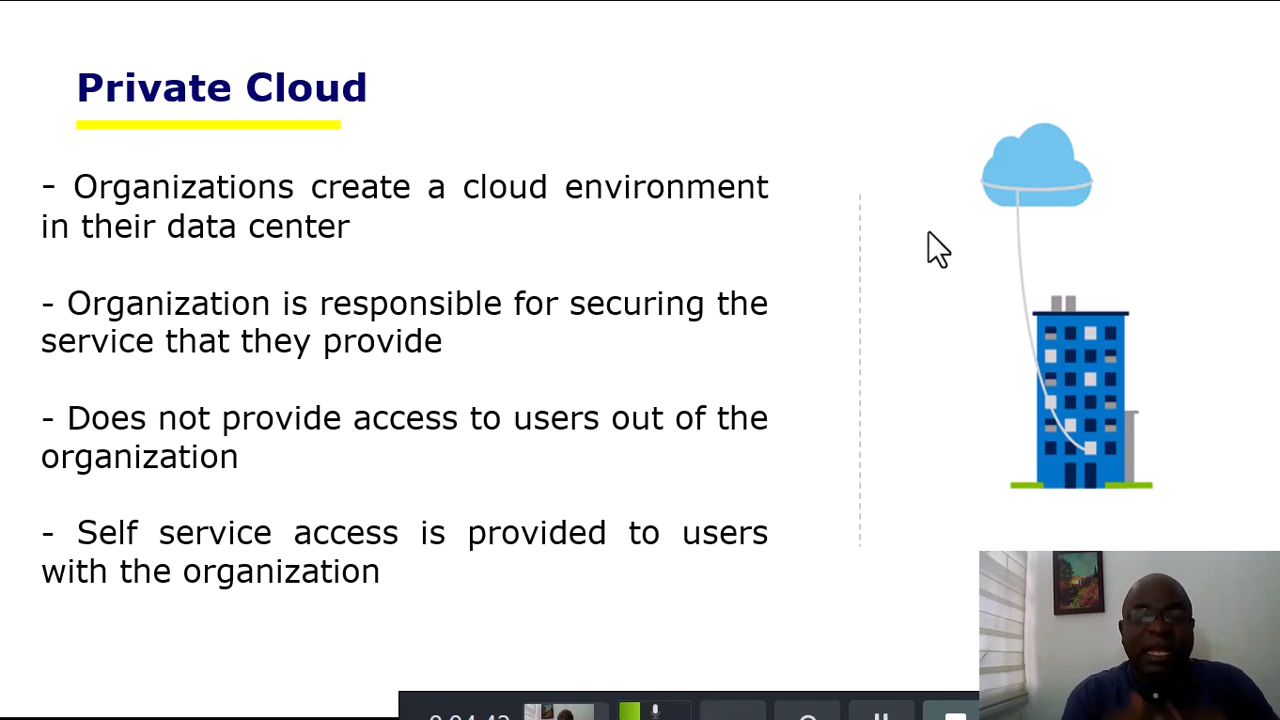 Private Cloud
- Organizations create a cloud environment
in their data center
- Organization is responsible for securing the
service that they provide
- Does not provide access to users out of the
organization
- Self service access is provided to users
with the organization